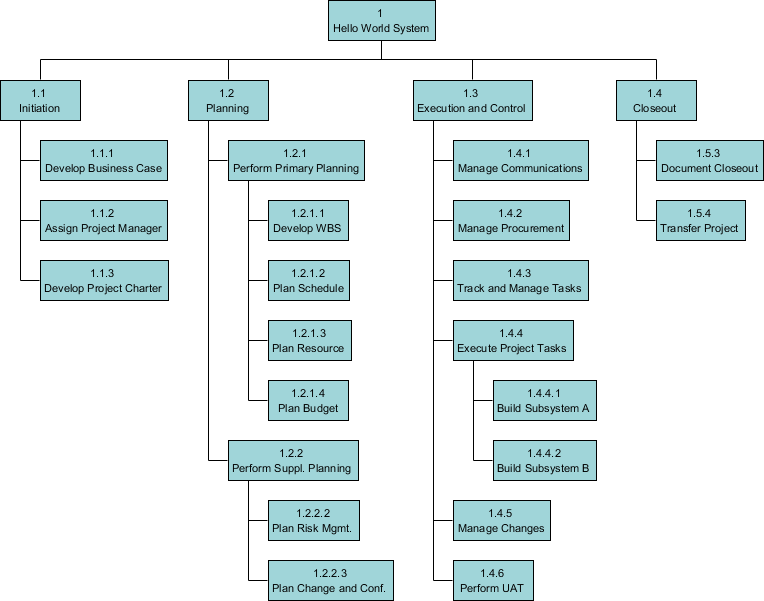 1
Hello World System
1.1
Initiation
1.2
Planning
1.3
Execution and Control
1.4
Closeout
1.1.1
Develop Business Case
1.1.2
Assign Project Manager
1.1.3
Develop Project Charter
1.2.1
Perform Primary Planning
1.2.1.1
Develop WBS
1.2.1.2
Plan Schedule
1.2.1.3
Plan Resource
1.2.1.4
Plan Budget
1.2.2
Perform Suppl. Planning
1.2.2.2
Plan Risk Mgmt.
1.2.2.3
Plan Change and Conf.
1.4.1
Manage Communications
1.4.2
Manage Procurement
1.4.3
Track and Manage Tasks
1.4.4
Execute Project Tasks
1.4.4.1
Build Subsystem A
1.4.4.2
Build Subsystem B
1.4.5
Manage Changes
1.4.6
Perform UAT
1.5.3
Document Closeout
1.5.4
Transfer Project